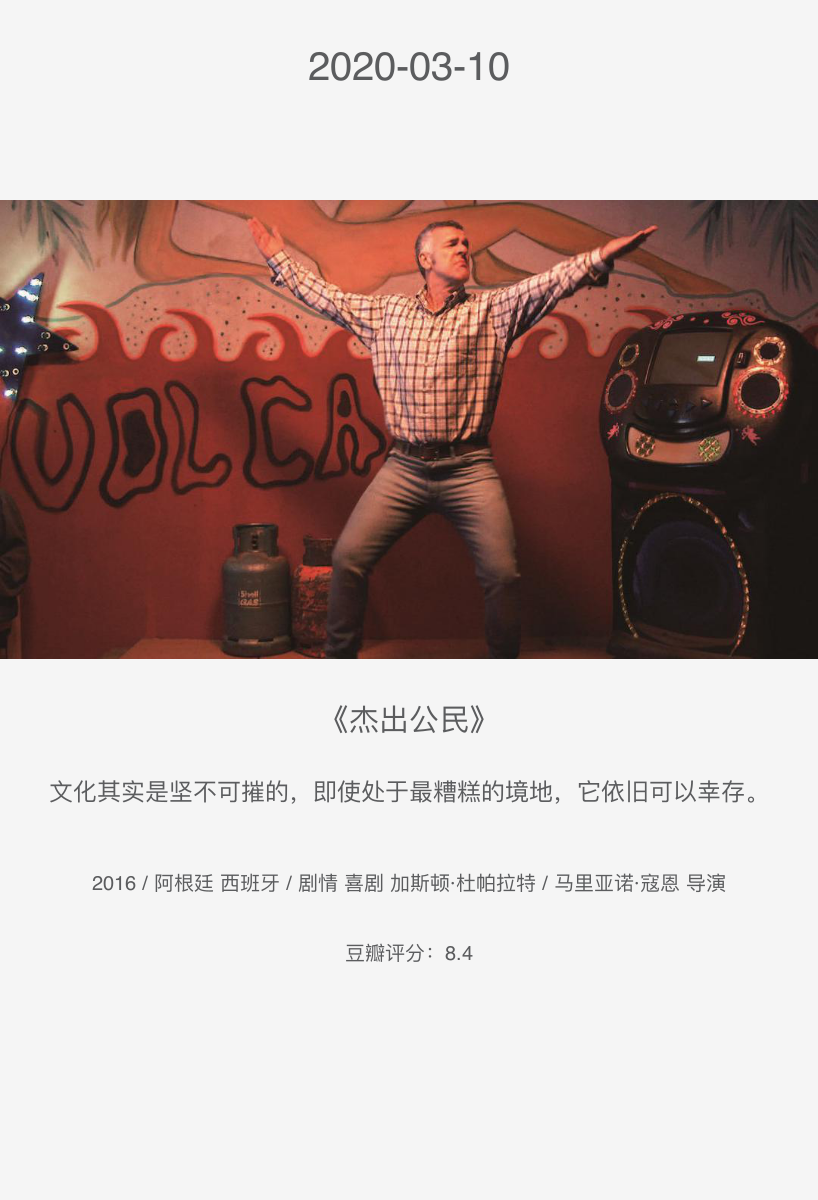 2020-03-10
VOLCA
Shell
GAS
《杰出公民》
文化其实是坚不可摧的，即使处于最糟糕的境地，它依旧可以幸存。
2016 / 阿根廷 西班牙 / 剧情 喜剧 加斯顿·杜帕拉特 / 马里亚诺·寇恩 导演
豆瓣评分：8.4